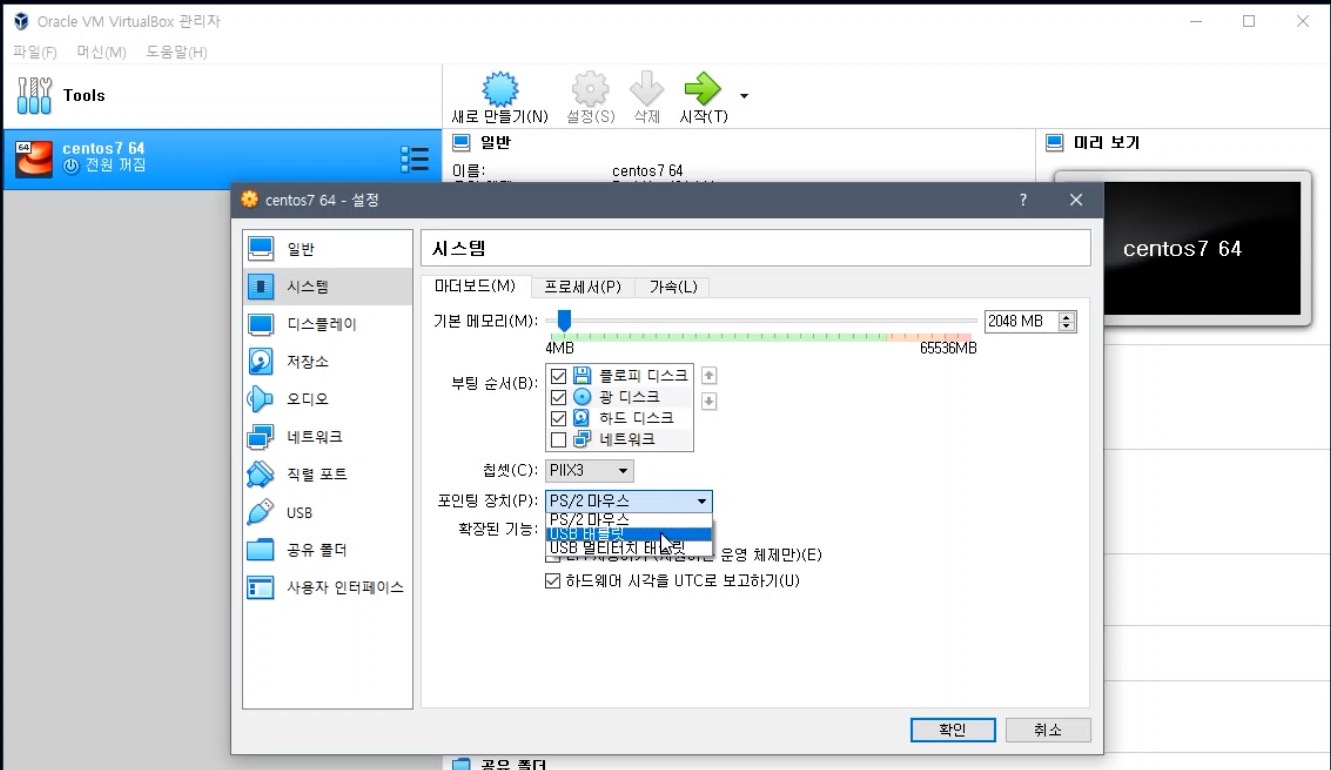 Oracle VM VirtualBox 관리자
파일(F) 머신(M) 도움말(H)
Tools
새로 만들기(N) 설정(S) 삭제 시작(T)
64 centos7 64
전원 꺼짐
일반
이름: centos7 64
미리 보기
centos7 64
centos7 64 - 설정
?
일반
시스템
디스플레이
저장소
오디오
네트워크
직렬 포트
USB
공유 폴더
사용자 인터페이스
시스템
마더보드(M) 프로세서(P) 가속(L)
기본 메모리(M): 2048 MB
4MB 65536MB
부팅 순서(B): 플로피 디스크
광 디스크
하드 디스크
네트워크
칩셋(C): PIIX3
포인팅 장치(P): PS/2 마우스
PS/2 마우스
확장된 기능: USB 태블릿
USB 멀티터치 태블릿
운영 체제만)(E)
하드웨어 시각을 UTC로 보고하기(U)
확인 취소
공유 폴더